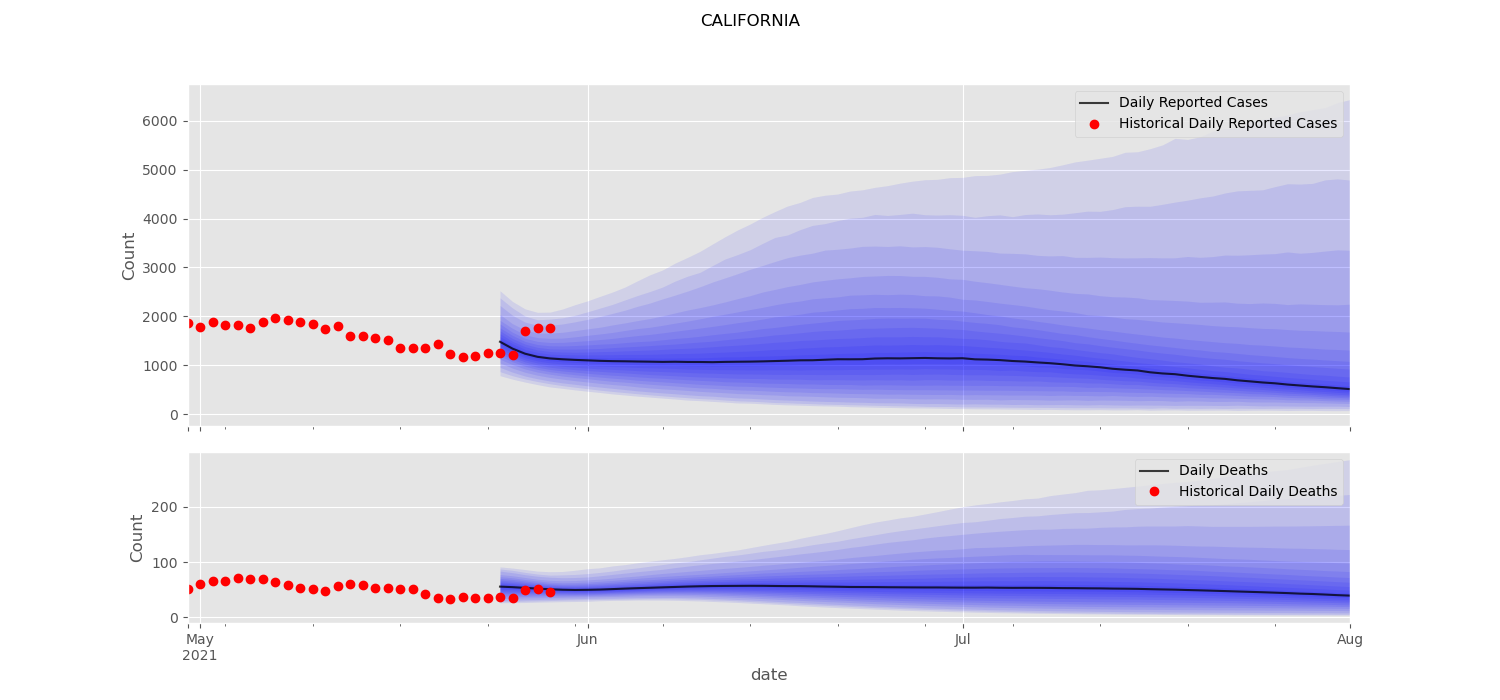 CALIFORNIA
6000
5000
4000
3000
2000
1000
0
Count
Daily Reported Cases
Historical Daily Reported Cases
200
100
0
Count
Daily Deaths
Historical Daily Deaths
May Jun Jul Aug
2021
date